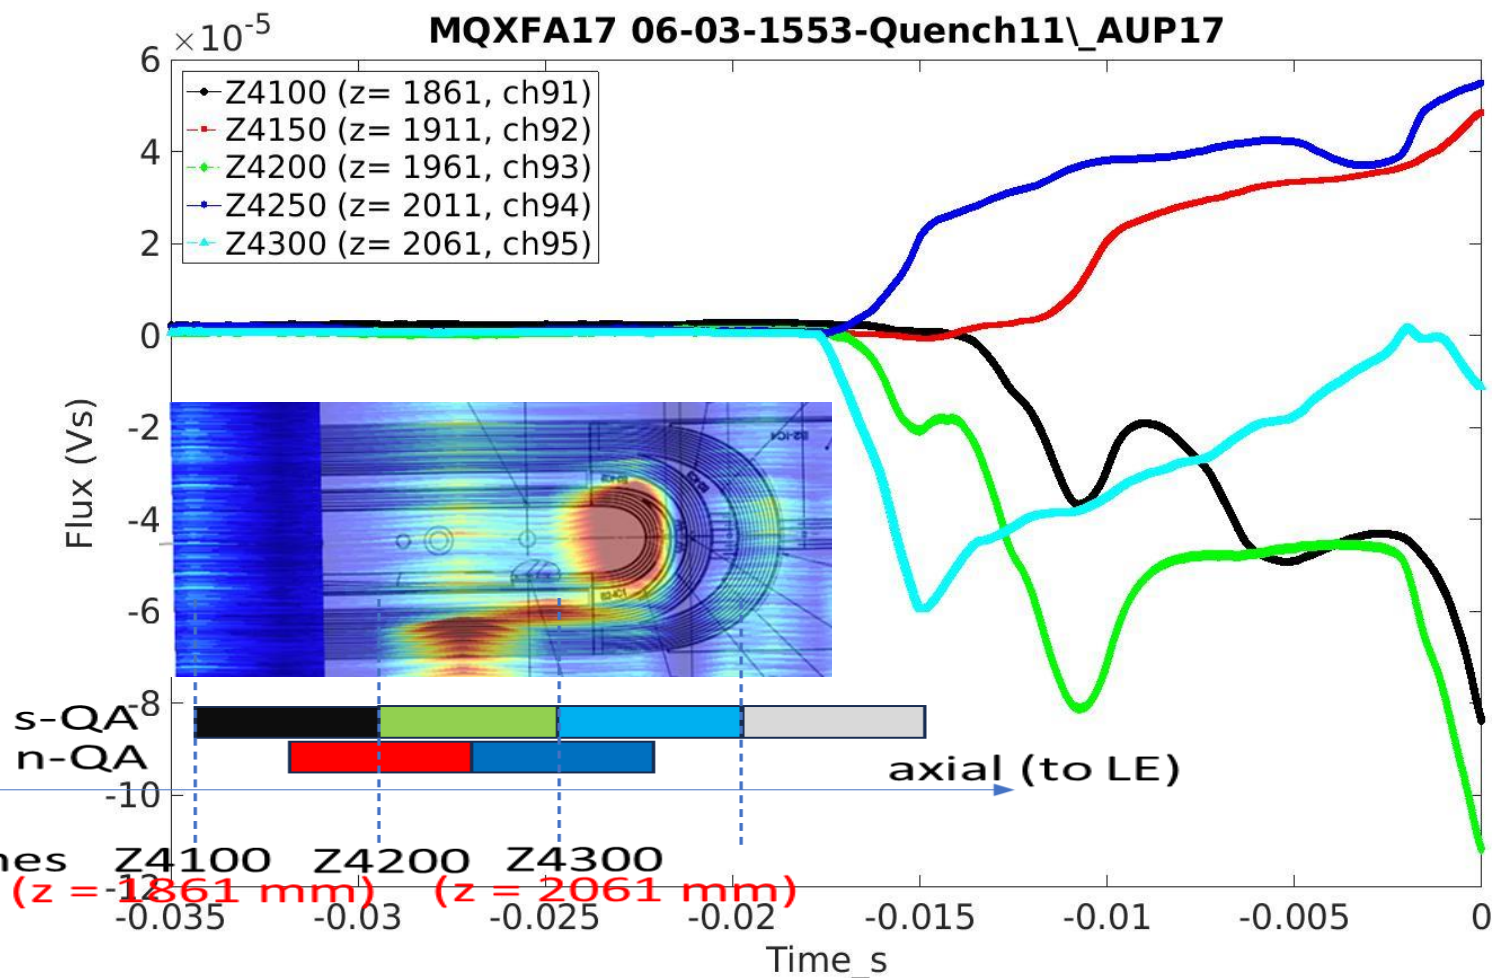 MQXFA17 06-03-1553-Quench11\_AUP17
×10⁻⁵
6
4
2
0
-2
-4
-6
-8
-10
-12
Flux (Vs)
Z4100 (z= 1861, ch91)
Z4150 (z= 1911, ch92)
Z4200 (z= 1961, ch93)
Z4250 (z= 2011, ch94)
Z4300 (z= 2061, ch95)
s-QA
n-QA
axial (to LE)
Z4100 Z4200 Z4300
(z = 1861 mm) (z = 2061 mm)
-0.035 -0.03 -0.025 -0.02 -0.015 -0.01 -0.005 0
Time_s